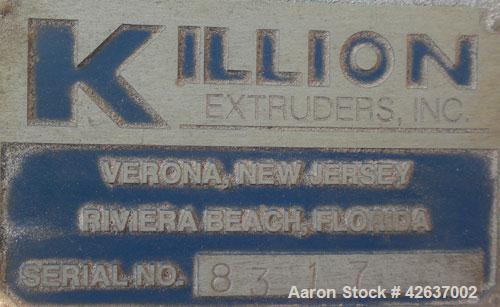 KILLION
EXTRUDERS, INC.
VERONA, NEW JERSEY
RIVIERA BEACH, FLORIDA
SERIAL NO. 8317
Aaron Stock # 42637002